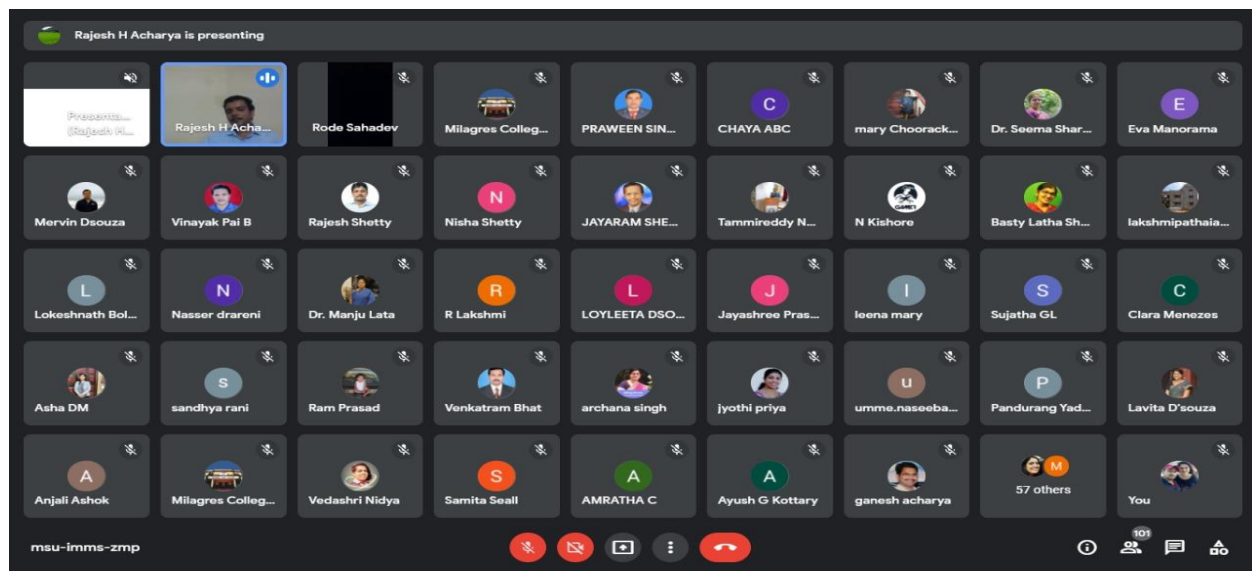 Rajesh H Acharya is presenting
Presenta... (Rajesh H...
Rajesh H Acha...
Rode Sahadev
Milagres Colleg...
PRAWEEN SIN...
C
CHAYA ABC
mary Choorack...
Dr. Seema Shar...
E
Eva Manorama
Mervin Dsouza
Vinayak Pai B
Rajesh Shetty
N
Nisha Shetty
JAYARAM SHE...
Tammireddy N...
N Kishore
Basty Latha Sh...
lakshmipathaia...
L
Lokeshnath Bol...
N
Nasser drareni
Dr. Manju Lata
R
R Lakshmi
L
LOYLEETA DSO...
J
Jayashree Pras...
l
leena mary
S
Sujatha GL
C
Clara Menezes
Asha DM
s
sandhya rani
Ram Prasad
Venkatram Bhat
archana singh
jyothi priya
u
umme.naseeba...
P
Pandurang Yad...
Lavita D'souza
A
Anjali Ashok
Milagres Colleg...
Vedashri Nidya
S
Samita Seall
A
AMRATHA C
A
Ayush G Kottary
ganesh acharya
M
57 others
You
msu-imms-zmp
101